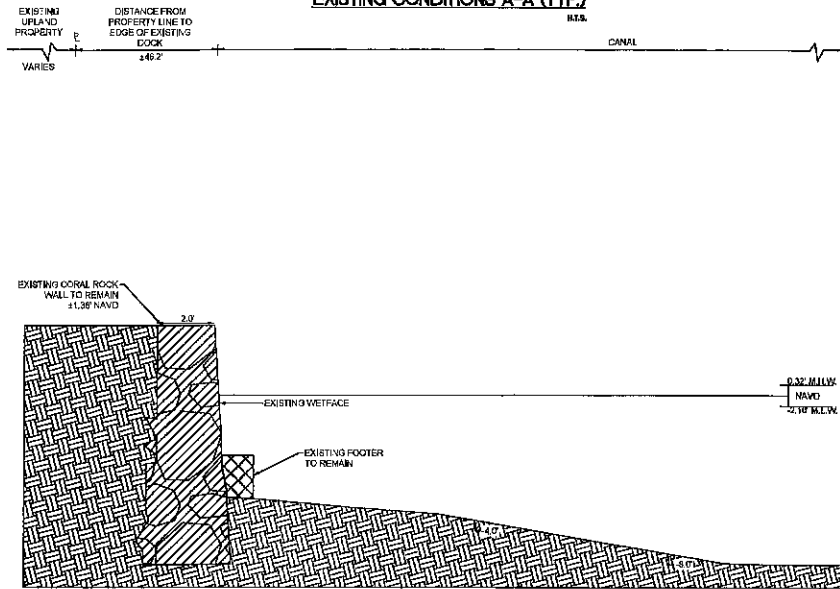 EXISTING CONDITIONS A-A (TYP.)
N.T.S.
EXISTING
UPLAND
PROPERTY
VARIES
DISTANCE FROM
PROPERTY LINE TO
EDGE OF EXISTING
DOCK
±46.2'
CANAL
EXISTING CORAL ROCK
WALL TO REMAIN
±1.36' NAVD
2.0'
EXISTING WETFACE
EXISTING FOOTER
TO REMAIN
0.32' M.H.W.
NAVD
M.L.W.
-4.0'